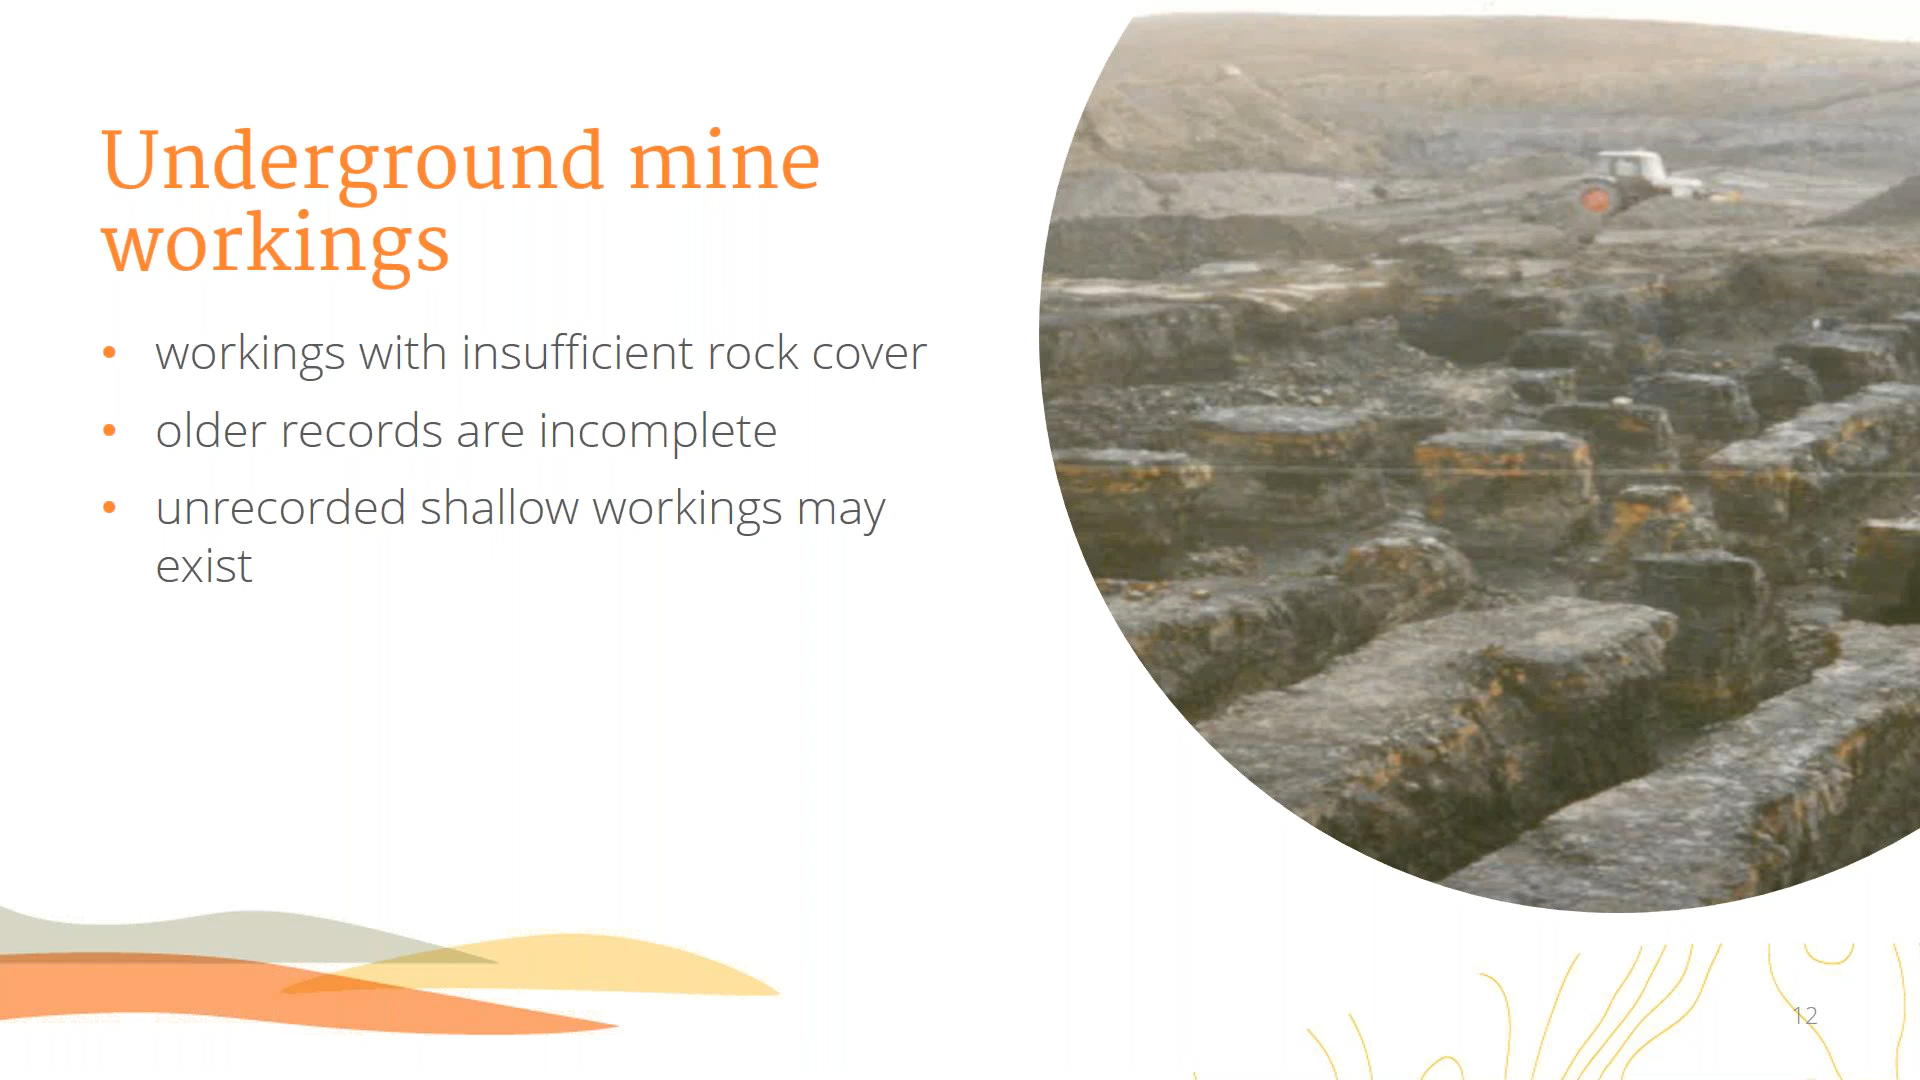 Underground mine
workings
• workings with insufficient rock cover
• older records are incomplete
• unrecorded shallow workings may
exist
12